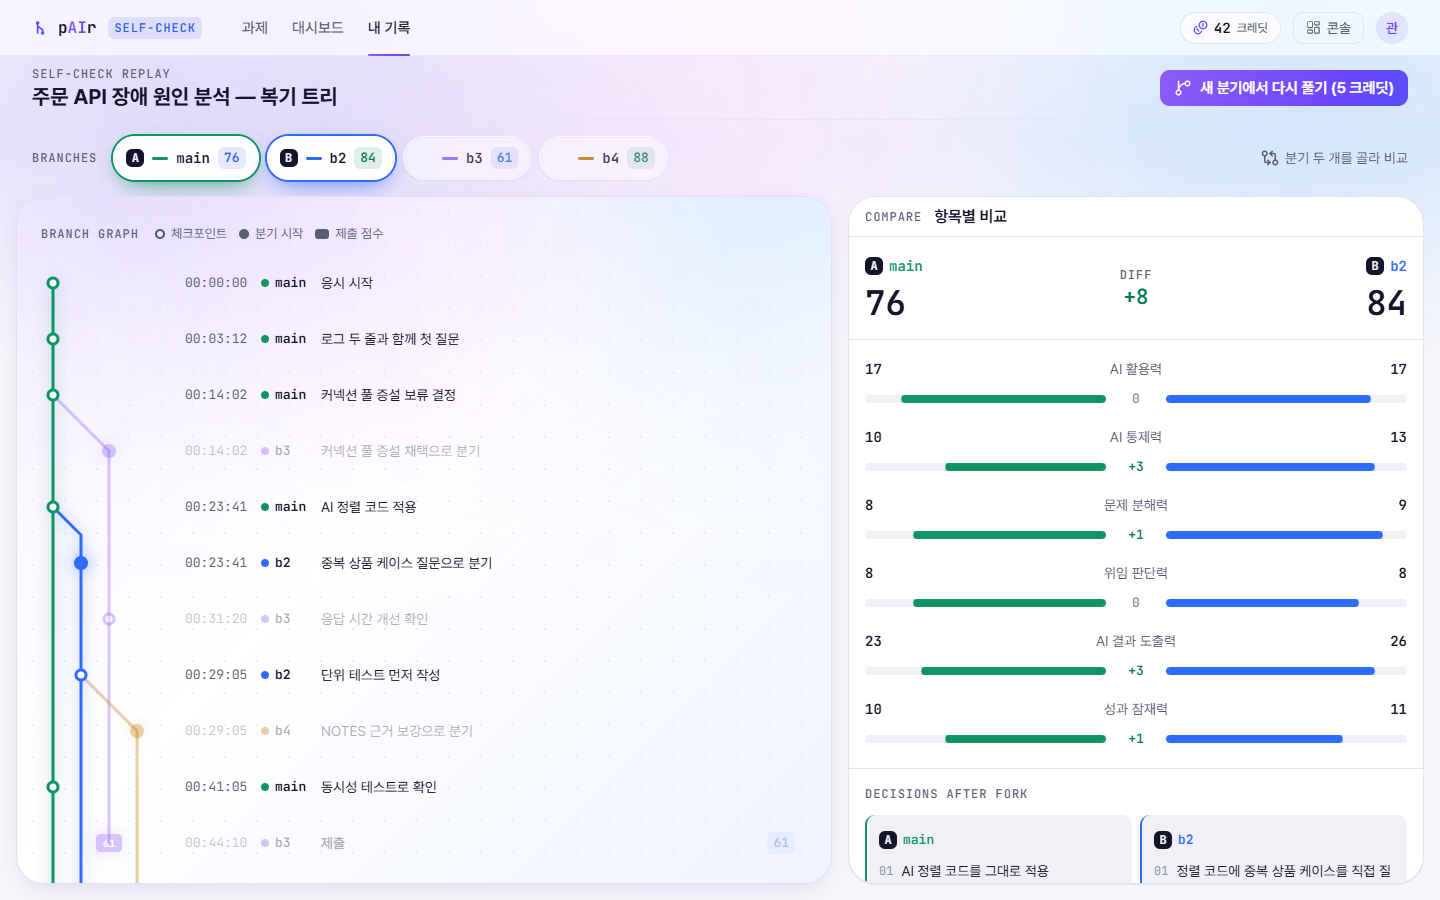 pAIr SELF-CHECK 과제 대시보드 내 기록 42 크레딧 콘솔 관
SELF-CHECK REPLAY
주문 API 장애 원인 분석 — 복기 트리
새 분기에서 다시 풀기 (5 크레딧)
BRANCHES A main 76 B b2 84 b3 61 b4 88 분기 두 개를 골라 비교
BRANCH GRAPH 체크포인트 분기 시작 제출 점수
00:00:00 main 응시 시작
00:03:12 main 로그 두 줄과 함께 첫 질문
00:14:02 main 커넥션 풀 증설 보류 결정
00:14:02 b3 커넥션 풀 증설 채택으로 분기
00:23:41 main AI 정렬 코드 적용
00:23:41 b2 중복 상품 케이스 질문으로 분기
00:31:20 b3 응답 시간 개선 확인
00:29:05 b2 단위 테스트 먼저 작성
00:29:05 b4 NOTES 근거 보강으로 분기
00:41:05 main 동시성 테스트로 확인
61 00:44:10 b3 제출 61
COMPARE 항목별 비교
A main DIFF B b2
76 +8 84
17 AI 활용력 17
0
10 AI 통제력 13
+3
8 문제 분해력 9
+1
8 위임 판단력 8
0
23 AI 결과 도출력 26
+3
10 성과 잠재력 11
+1
DECISIONS AFTER FORK
A main
01 AI 정렬 코드를 그대로 적용
B b2
01 정렬 코드에 중복 상품 케이스를 직접 질